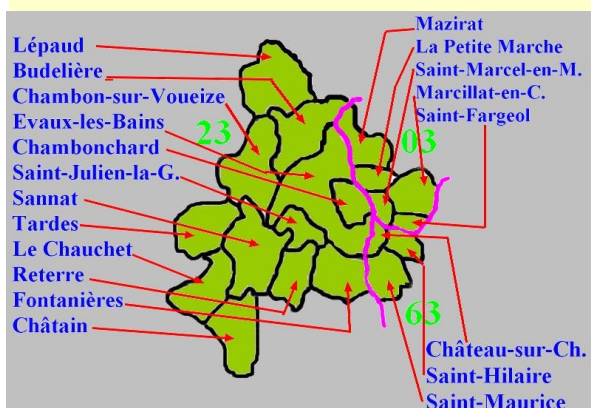 Lépaud
Budelière
Chambon-sur-Voueize
Evaux-les-Bains
Chambonchard
Saint-Julien-la-G.
Sannat
Tardes
Le Chauchet
Reterre
Fontanières
Châtain
23
Mazirat
La Petite Marche
Saint-Marcel-en-M.
Marcillat-en-C.
Saint-Fargeol
03
63
Château-sur-Ch.
Saint-Hilaire
Saint-Maurice